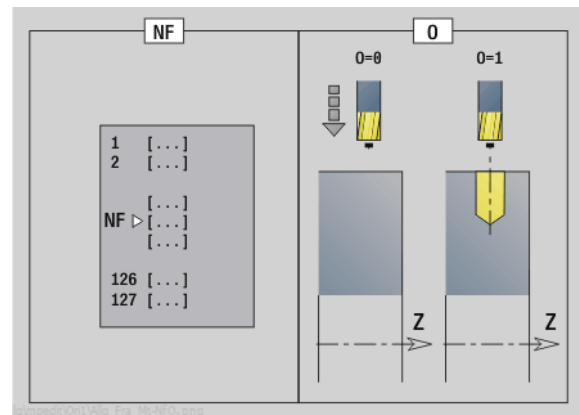 NF
1 [...]
2 [...]
[...]
NF [...]
[...]
126 [...]
127 [...]
O
O=0 O=1
Z Z